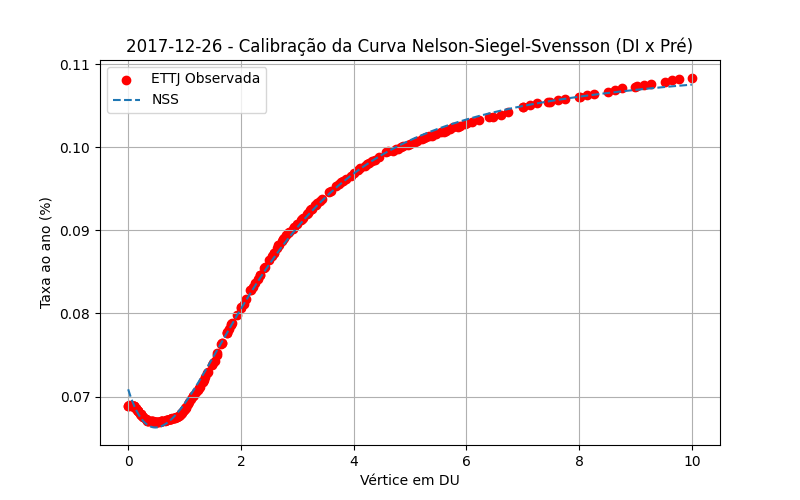 2017-12-26 - Calibração da Curva Nelson-Siegel-Svensson (DI x Pré)
ETTJ Observada
NSS
Taxa ao ano (%)
0.11
0.10
0.09
0.08
0.07
0 2 4 6 8 10
Vértice em DU